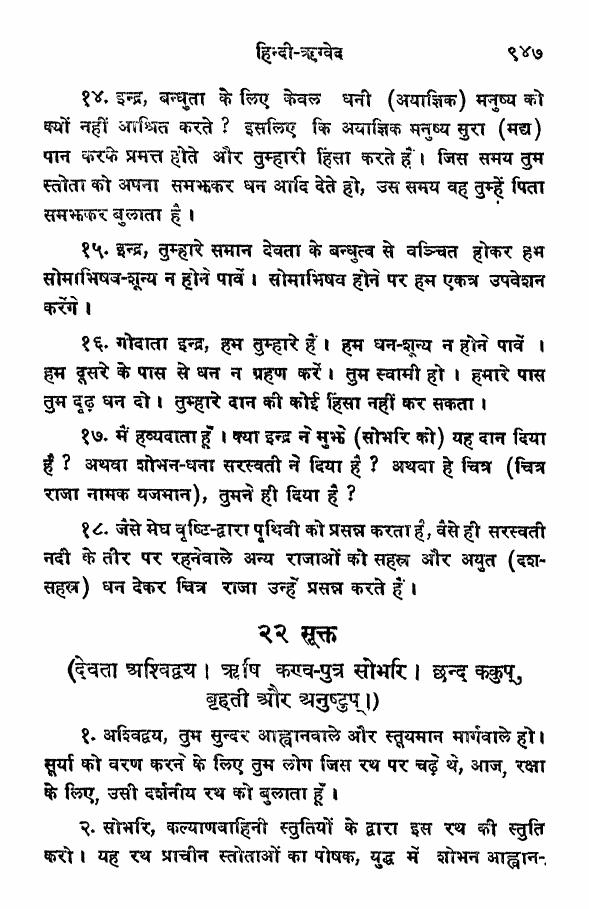 हिन्दी-ऋग्वेद ९४७
१४. इन्द्र, बन्धुता के लिए केवल धनी (अयाज्ञिक) मनुष्य को
क्यों नहीं आश्रित करते ? इसलिए कि अयाज्ञिक मनुष्य सुरा (मद्य)
पान करके प्रमत्त होते और तुम्हारी हिंसा करते हैं । जिस समय तुम
स्तोता को अपना समझकर धन आदि देते हो, उस समय वह तुम्हें पिता
समझकर बुलाता है ।
१५. इन्द्र, तुम्हारे समान देवता के बन्धुत्व से वञ्चित होकर हम
सोमाभिषव-शून्य न होने पावें । सोमाभिषव होने पर हम एकत्र उपवेशन
करेंगे ।
१६. गोदाता इन्द्र, हम तुम्हारे हैं । हम धन-शून्य न होने पावें ।
हम दूसरे के पास से धन न ग्रहण करें । तुम स्वामी हो । हमारे पास
तुम दृढ़ धन दो । तुम्हारे दान की कोई हिंसा नहीं कर सकता ।
१७. मैं हव्यदाता हूँ । क्या इन्द्र ने मुझे (सोभरि को) यह दान दिया
है ? अथवा शोभन-धना सरस्वती ने दिया है ? अथवा हे चित्र (चित्र
राजा नामक यजमान), तुमने ही दिया है ?
१८. जैसे मेघ वृष्टि-द्वारा पृथिवी को प्रसन्न करता है, वैसे ही सरस्वती
नदी के तीर पर रहनेवाले अन्य राजाओं को सहस्र और अयुत (दश-
सहस्र) धन देकर चित्र राजा उन्हें प्रसन्न करते हैं ।
२२ सूक्त
(देवता अश्विद्वय । ऋषि कण्व-पुत्र सोभरि । छन्द ककुप्,
बृहती और अनुष्टुप् ।)
१. अश्विद्वय, तुम सुन्दर आह्वानवाले और स्तूयमान मार्गवाले हो ।
सूर्या को वरण करने के लिए तुम लोग जिस रथ पर चढ़े थे, आज, रक्षा
के लिए, उसी दर्शनीय रथ को बुलाता हूँ ।
२. सोभरि, कल्याणवाहिनी स्तुतियों के द्वारा इस रथ की स्तुति
करो । यह रथ प्राचीन स्तोताओं का पोषक, युद्ध में शोभन आह्वान-